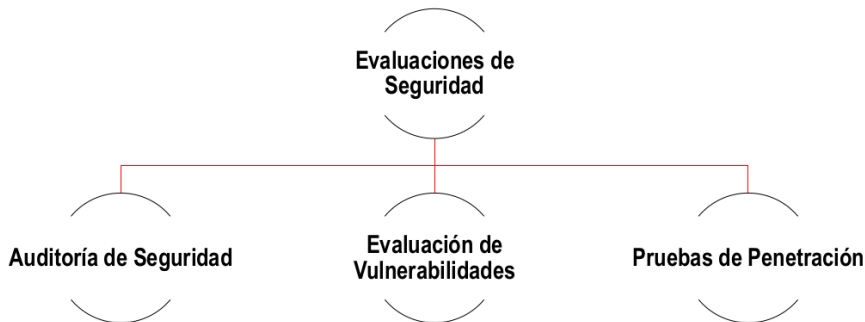 Evaluaciones de
Seguridad
Auditoría de Seguridad
Evaluación de
Vulnerabilidades
Pruebas de Penetración